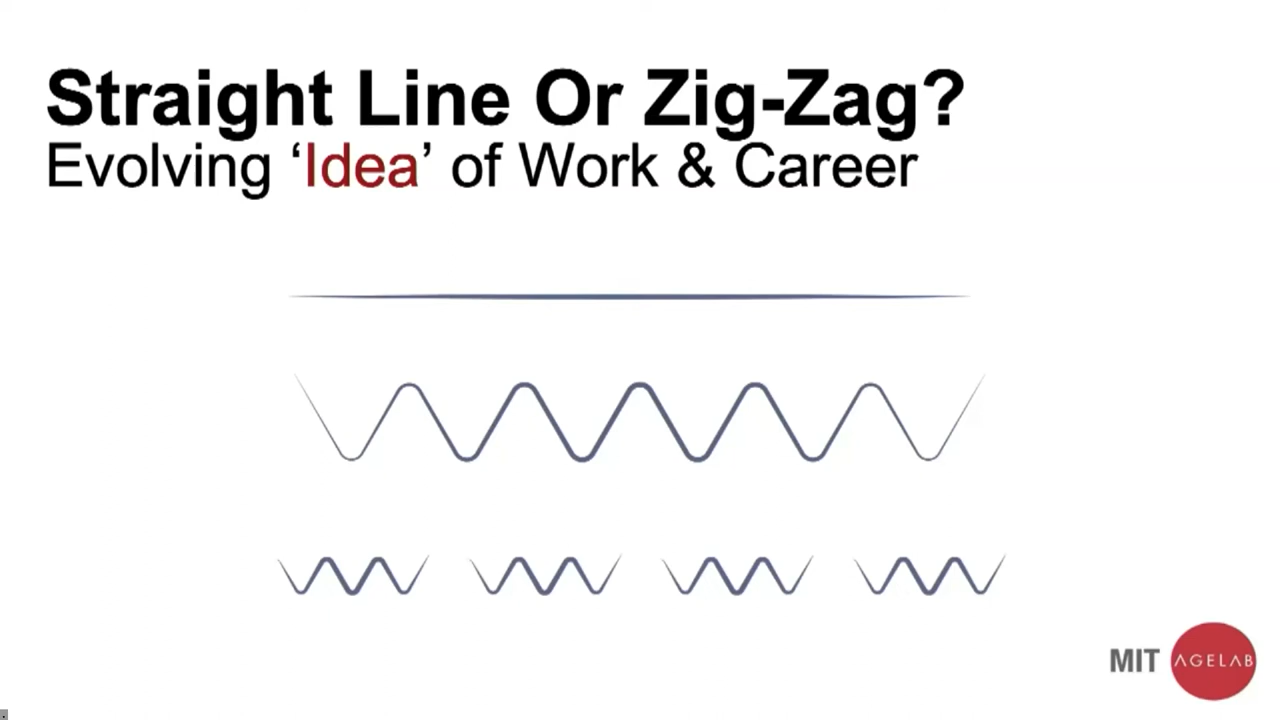 Straight Line Or Zig-Zag?
Evolving ‘Idea’ of Work & Career
MIT AGELAB